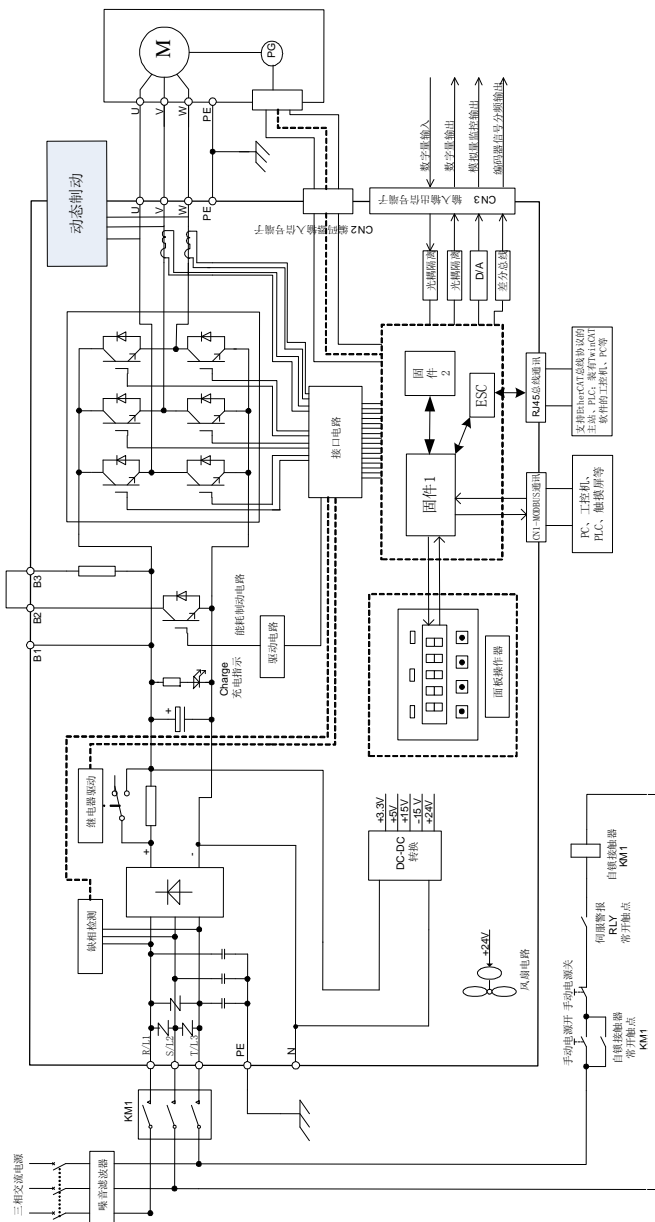 三相交流电源
噪音滤波器
KM1
R/L1
S/L2
T/L3
PE
N
缺相检测
继电器驱动
+
-
+
Charge
充电指示
B1
B2
B3
能耗制动电路
驱动电路
接口电路
动态制动
U
V
W
PE
U
V
W
PE
M
PG
CN2 编码器输入信号端子
CN3
输入输出信号端子
数字量输入
数字量输出
模拟量监控输出
编码器信号分频输出
光耦隔离
光耦隔离
D/A
差分总线
固件1
固件2
ESC
RJ45总线通讯
支持EtherCAT总线协议的
主站、PLC；装有TwinCAT
软件的工控机、PC等
CN1-MODBUS通讯
PC、工控机、
PLC、触摸屏等
面板操作器
DC-DC
转换
+3.3V
+5V
+15V
-15V
+24V
+24V
风扇电路
手动电源开
手动电源关
自锁接触器
常开触点
KM1
伺服警报
RLY
常开触点
自锁接触器
KM1